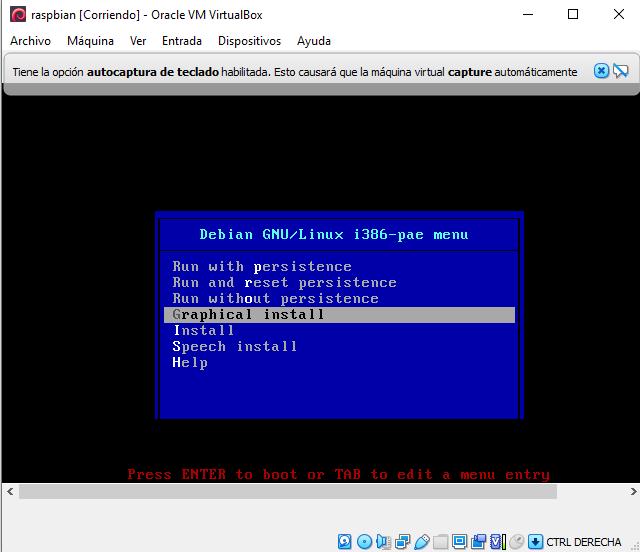 raspbian [Corriendo] - Oracle VM VirtualBox
Archivo Máquina Ver Entrada Dispositivos Ayuda
Tiene la opción autocaptura de teclado habilitada. Esto causará que la máquina virtual capture automáticamente
Debian GNU/Linux i386-pae menu
Run with persistence
Run and reset persistence
Run without persistence
Graphical install
Install
Speech install
Help
Press ENTER to boot or TAB to edit a menu entry
CTRL DERECHA